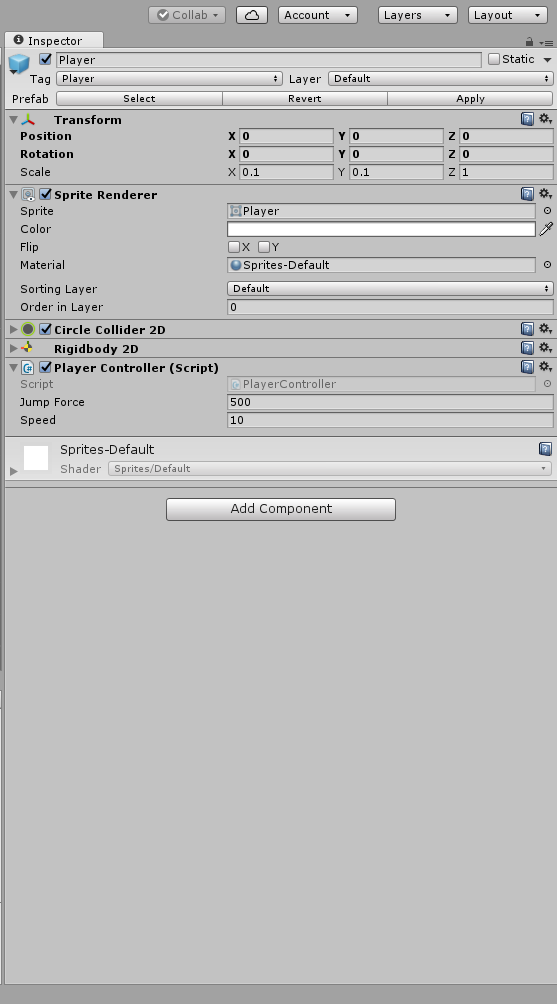 Collab Account Layers Layout
Inspector
Player Static
Tag Player Layer Default
Prefab Select Revert Apply
Transform
Position X 0 Y 0 Z 0
Rotation X 0 Y 0 Z 0
Scale X 0.1 Y 0.1 Z 1
Sprite Renderer
Sprite Player
Color
Flip X Y
Material Sprites-Default
Sorting Layer Default
Order in Layer 0
Circle Collider 2D
Rigidbody 2D
C# Player Controller (Script)
Script PlayerController
Jump Force 500
Speed 10
Sprites-Default
Shader Sprites/Default
Add Component